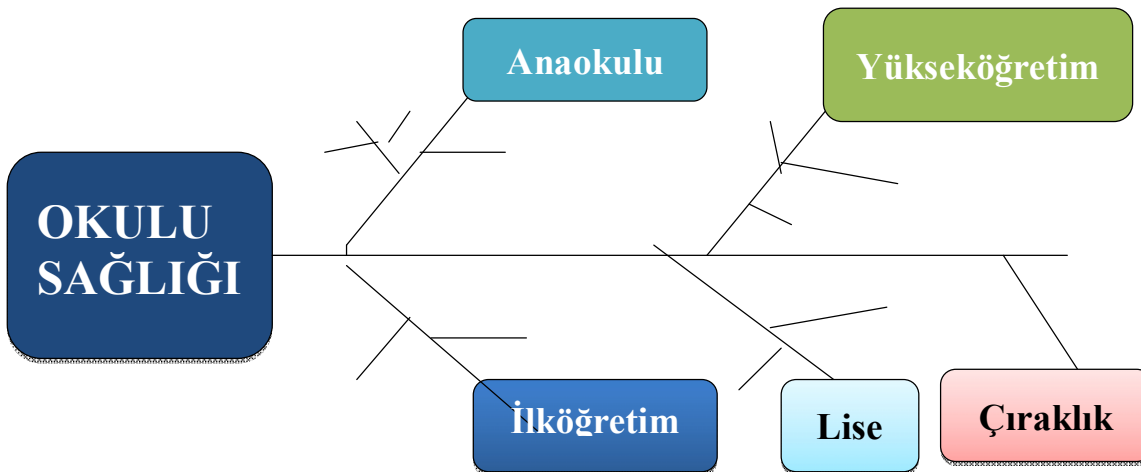 Anaokulu
Yükseköğretim
OKULU
SAĞLIĞI
İlköğretim
Lise
Çıraklık